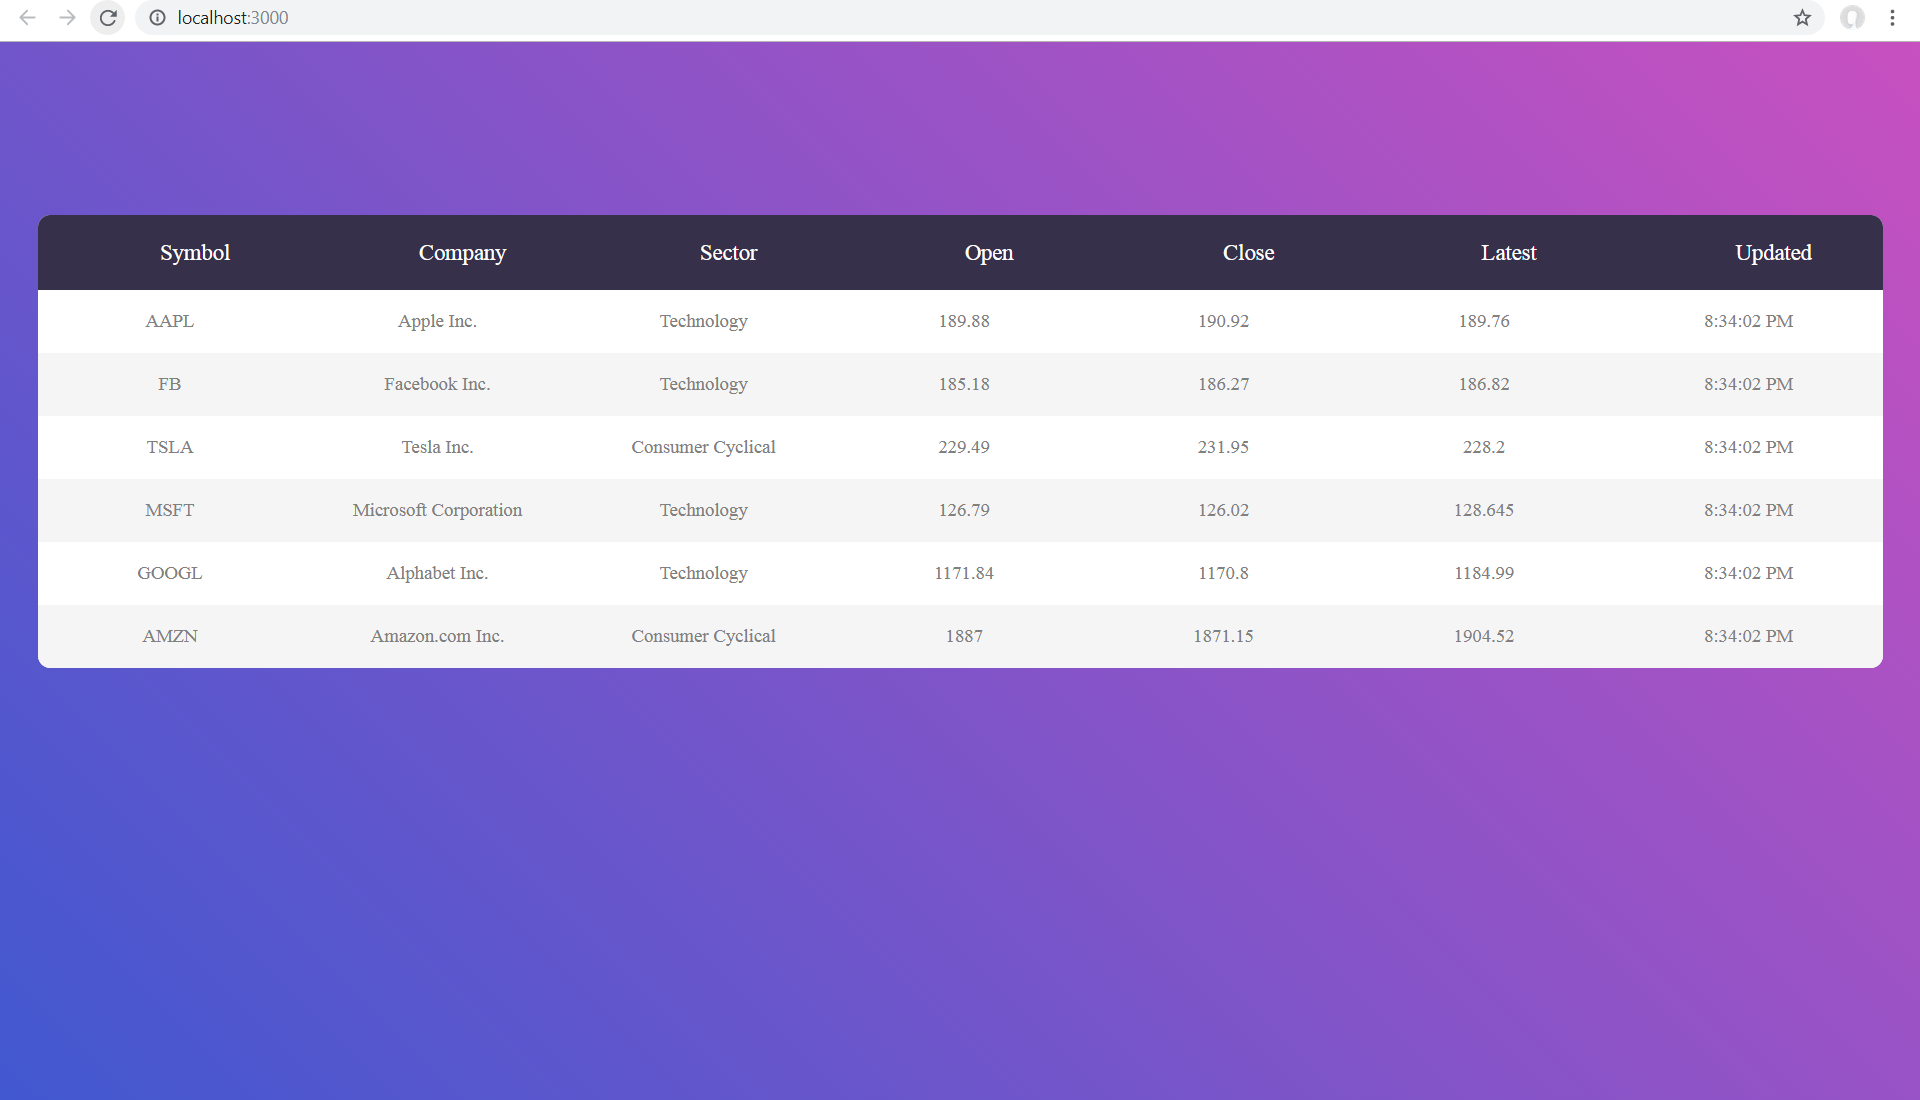 localhost:3000
Symbol Company Sector Open Close Latest Updated
AAPL Apple Inc. Technology 189.88 190.92 189.76 8:34:02 PM
FB Facebook Inc. Technology 185.18 186.27 186.82 8:34:02 PM
TSLA Tesla Inc. Consumer Cyclical 229.49 231.95 228.2 8:34:02 PM
MSFT Microsoft Corporation Technology 126.79 126.02 128.645 8:34:02 PM
GOOGL Alphabet Inc. Technology 1171.84 1170.8 1184.99 8:34:02 PM
AMZN Amazon.com Inc. Consumer Cyclical 1887 1871.15 1904.52 8:34:02 PM